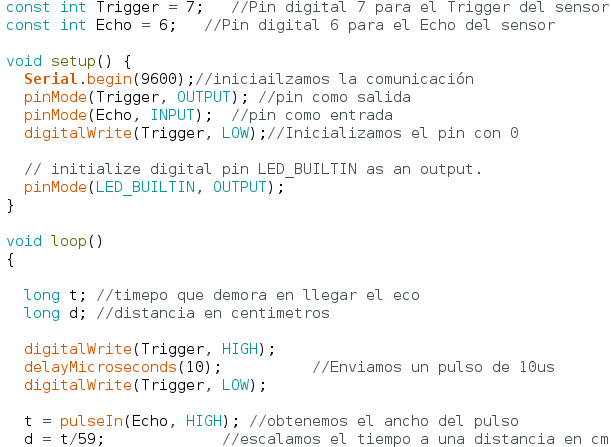 const int Trigger = 7;   //Pin digital 7 para el Trigger del sensor
const int Echo = 6;   //Pin digital 6 para el Echo del sensor

void setup() {
  Serial.begin(9600);//iniciailzamos la comunicación
  pinMode(Trigger, OUTPUT); //pin como salida
  pinMode(Echo, INPUT);  //pin como entrada
  digitalWrite(Trigger, LOW);//Inicializamos el pin con 0

  // initialize digital pin LED_BUILTIN as an output.
  pinMode(LED_BUILTIN, OUTPUT);
}

void loop()
{

  long t; //timepo que demora en llegar el eco
  long d; //distancia en centimetros

  digitalWrite(Trigger, HIGH);
  delayMicroseconds(10);          //Enviamos un pulso de 10us
  digitalWrite(Trigger, LOW);

  t = pulseIn(Echo, HIGH); //obtenemos el ancho del pulso
  d = t/59;             //escalamos el tiempo a una distancia en cm